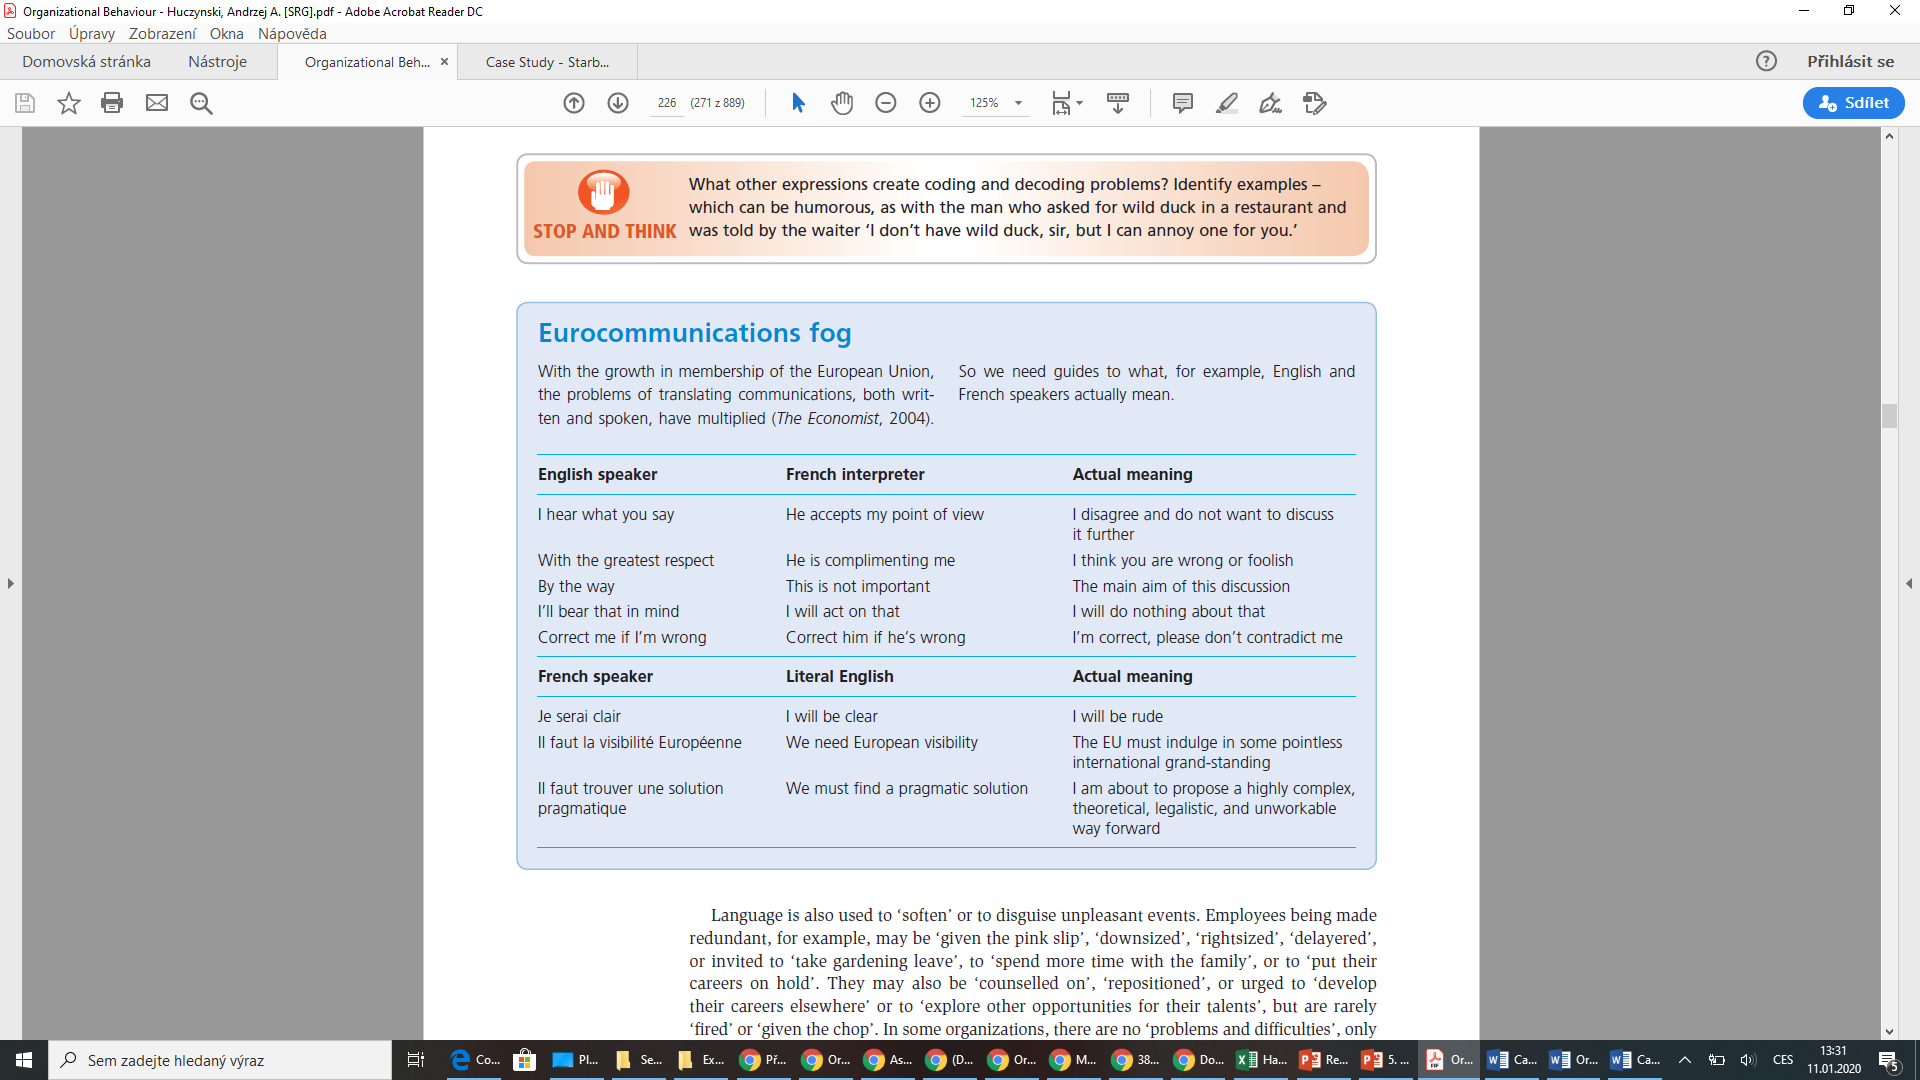 Organizational Behaviour - Huczynski, Andrzej A. [SRG].pdf - Adobe Acrobat Reader DC
Soubor Úpravy Zobrazení Okna Nápověda
Domovská stránka Nástroje Organizational Beh... × Case Study - Starb... ? Přihlásit se
226 (271 z 889) 125% Sdílet
What other expressions create coding and decoding problems? Identify examples –
which can be humorous, as with the man who asked for wild duck in a restaurant and
STOP AND THINK was told by the waiter ‘I don’t have wild duck, sir, but I can annoy one for you.’
Eurocommunications fog
With the growth in membership of the European Union,
the problems of translating communications, both writ-
ten and spoken, have multiplied (The Economist, 2004).
So we need guides to what, for example, English and
French speakers actually mean.
English speaker French interpreter Actual meaning
I hear what you say He accepts my point of view I disagree and do not want to discuss
it further
With the greatest respect He is complimenting me I think you are wrong or foolish
By the way This is not important The main aim of this discussion
I’ll bear that in mind I will act on that I will do nothing about that
Correct me if I’m wrong Correct him if he’s wrong I’m correct, please don’t contradict me
French speaker Literal English Actual meaning
Je serai clair I will be clear I will be rude
Il faut la visibilité Européenne We need European visibility The EU must indulge in some pointless
international grand-standing
Il faut trouver une solution We must find a pragmatic solution I am about to propose a highly complex,
pragmatique theoretical, legalistic, and unworkable
way forward
Language is also used to ‘soften’ or to disguise unpleasant events. Employees being made
redundant, for example, may be ‘given the pink slip’, ‘downsized’, ‘rightsized’, ‘delayered’,
or invited to ‘take gardening leave’, to ‘spend more time with the family’, or to ‘put their
careers on hold’. They may also be ‘counselled on’, ‘repositioned’, or urged to ‘develop
their careers elsewhere’ or to ‘explore other opportunities for their talents’, but are rarely
‘fired’ or ‘given the chop’. In some organizations, there are no ‘problems and difficulties’, only
Sem zadejte hledaný výraz Co... Pl... Se... Ex... Př... Or... As... (D... Or... M... 38... Do... Ha... Re... 5. ... Or... Ca... Or... Ca... CES 13:31
11.01.2020 5